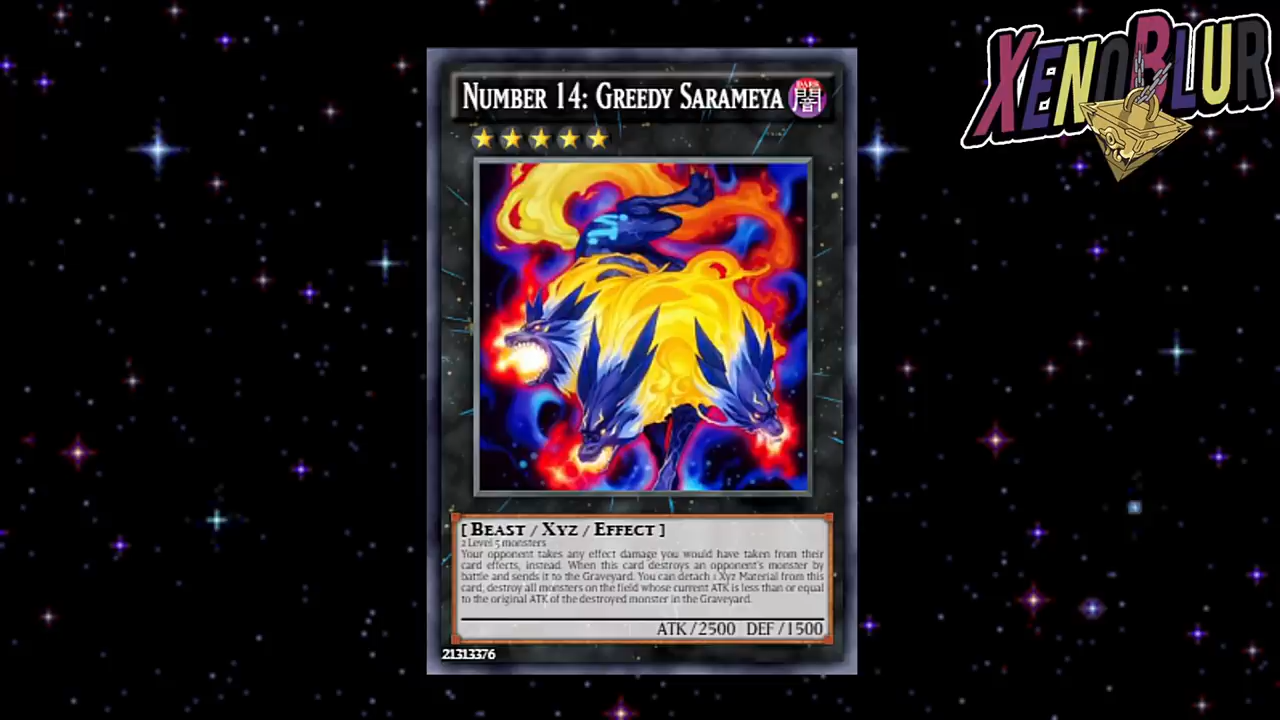 XENOBLUR
NUMBER 14: GREEDY SARAMEYA
DARK
闇
[ BEAST / XYZ / EFFECT ]
2 Level 5 monsters
Your opponent takes any effect damage you would have taken from their
card effects, instead. When this card destroys an opponent's monster by
battle and sends it to the Graveyard. You can detach 1 Xyz Material from this
card, destroy all monsters on the field whose current ATK is less than or equal
to the original ATK of the destroyed monster in the Graveyard.
ATK/2500 DEF/1500
21313376